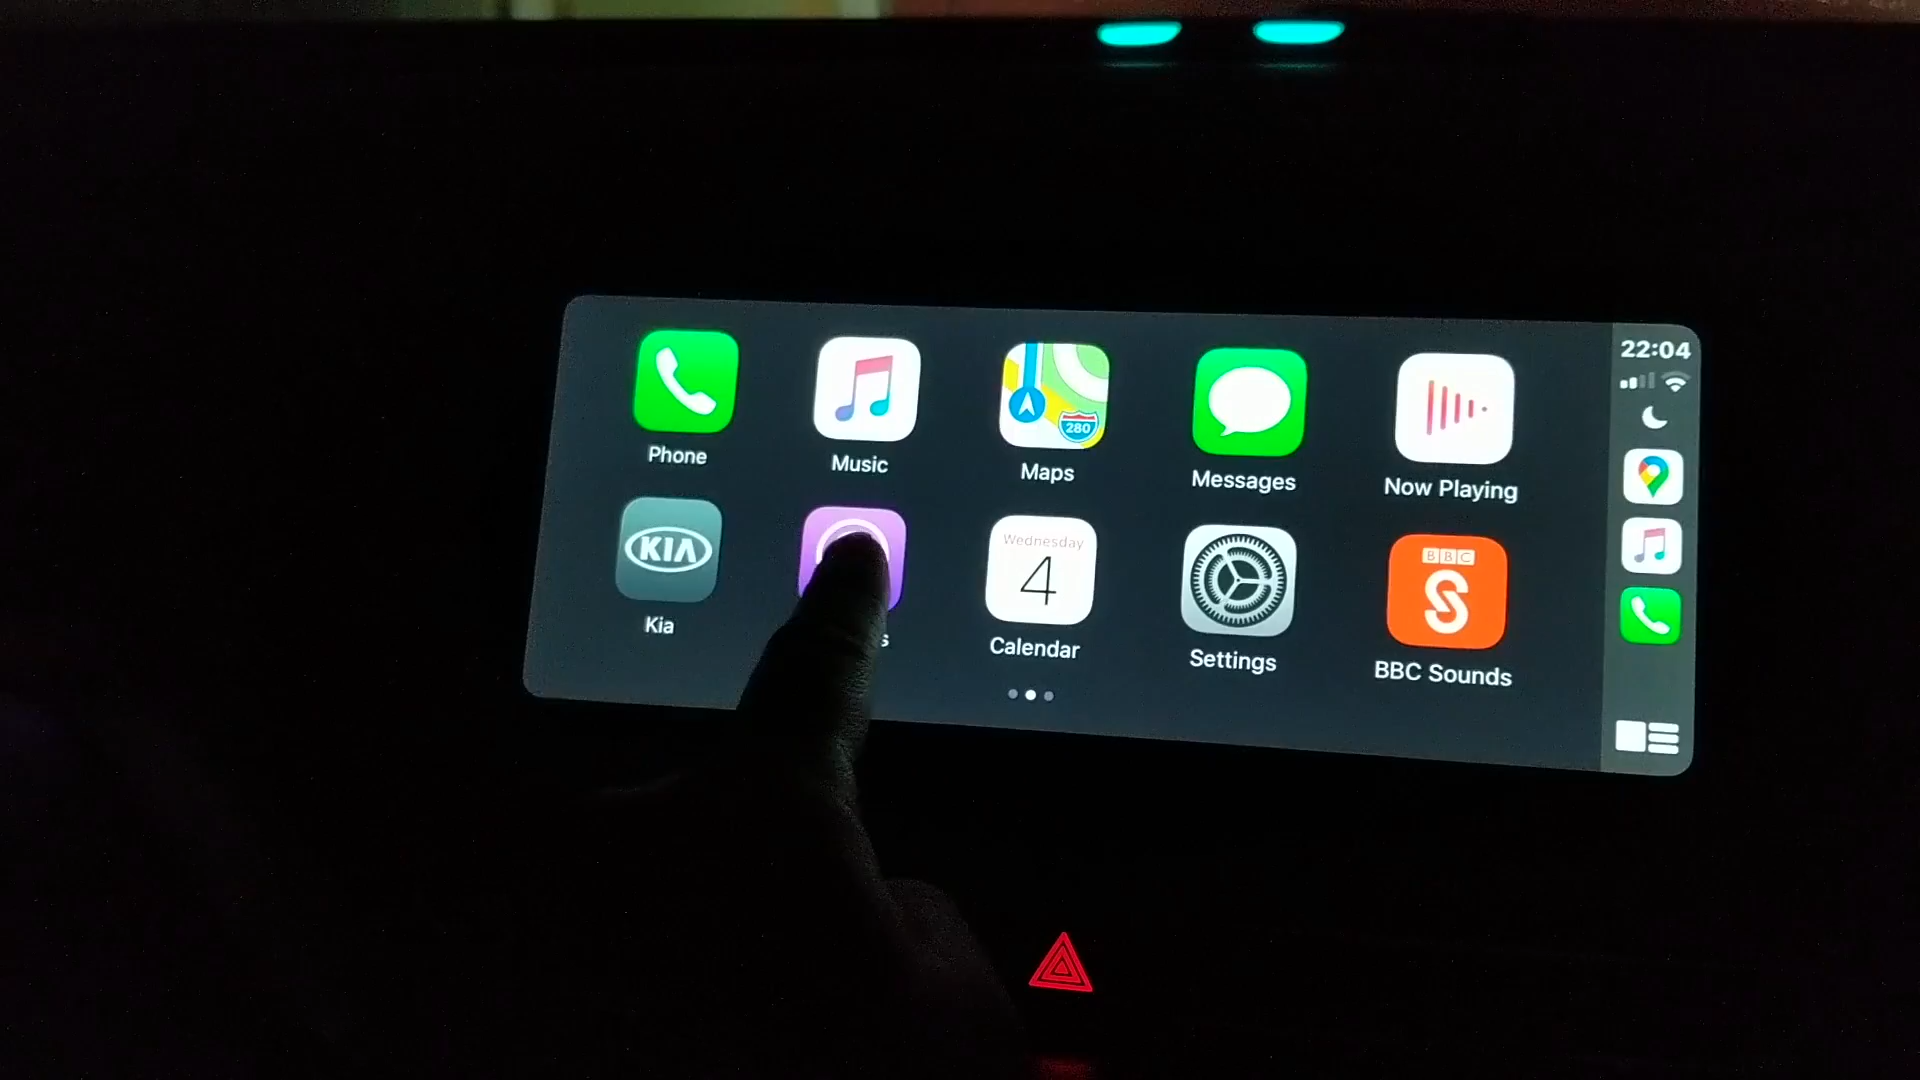 22:04
280
Phone
Music
Maps
Messages
Now Playing
KIA
Wednesday
4
BBC
Kia
Calendar
Settings
BBC Sounds